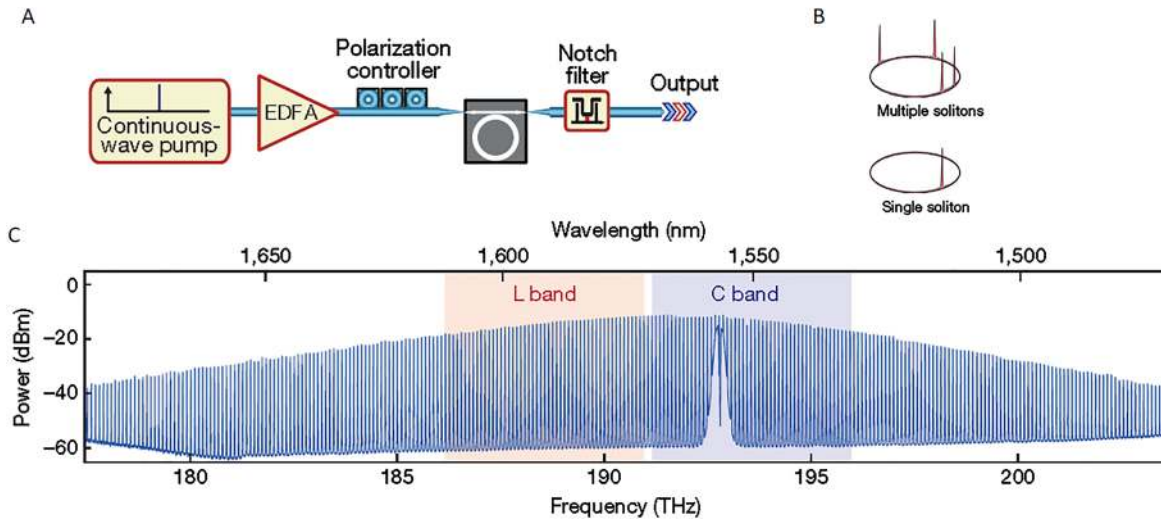 A
B
Polarization
controller
Notch
filter
Output
EDFA
Continuous-
wave pump
Multiple solitons
Single soliton
C
Wavelength (nm)
1,650
1,600
1,550
1,500
L band
C band
Power (dBm)
0
−20
−40
−60
180
185
190
195
200
Frequency (THz)